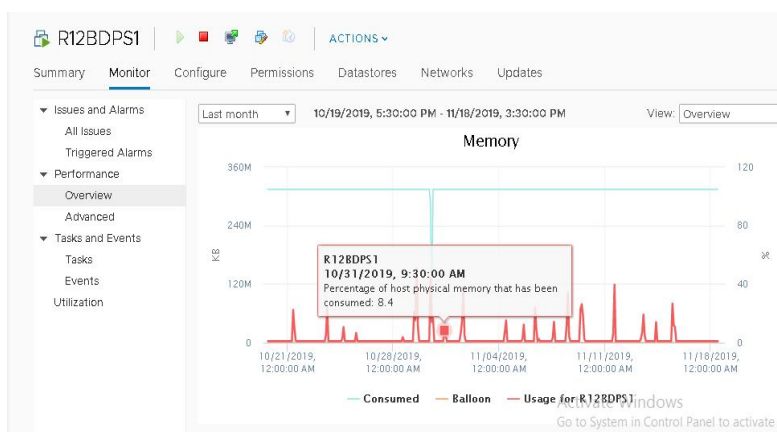 R12BDPS1
ACTIONS
Summary Monitor Configure Permissions Datastores Networks Updates
Issues and Alarms
All Issues
Triggered Alarms
Performance
Overview
Advanced
Tasks and Events
Tasks
Events
Utilization
Last month 10/19/2019, 5:30:00 PM - 11/18/2019, 3:30:00 PM View: Overview
Memory
360M 120
240M 80
KB %
120M 40
0 0
R12BDPS1
10/31/2019, 9:30:00 AM
Percentage of host physical memory that has been
consumed: 8.4
10/21/2019, 10/28/2019, 11/04/2019, 11/11/2019, 11/18/2019,
12:00:00 AM 12:00:00 AM 12:00:00 AM 12:00:00 AM 12:00:00 AM
Consumed Balloon Usage for R12BDPS1
Activate Windows
Go to System in Control Panel to activate